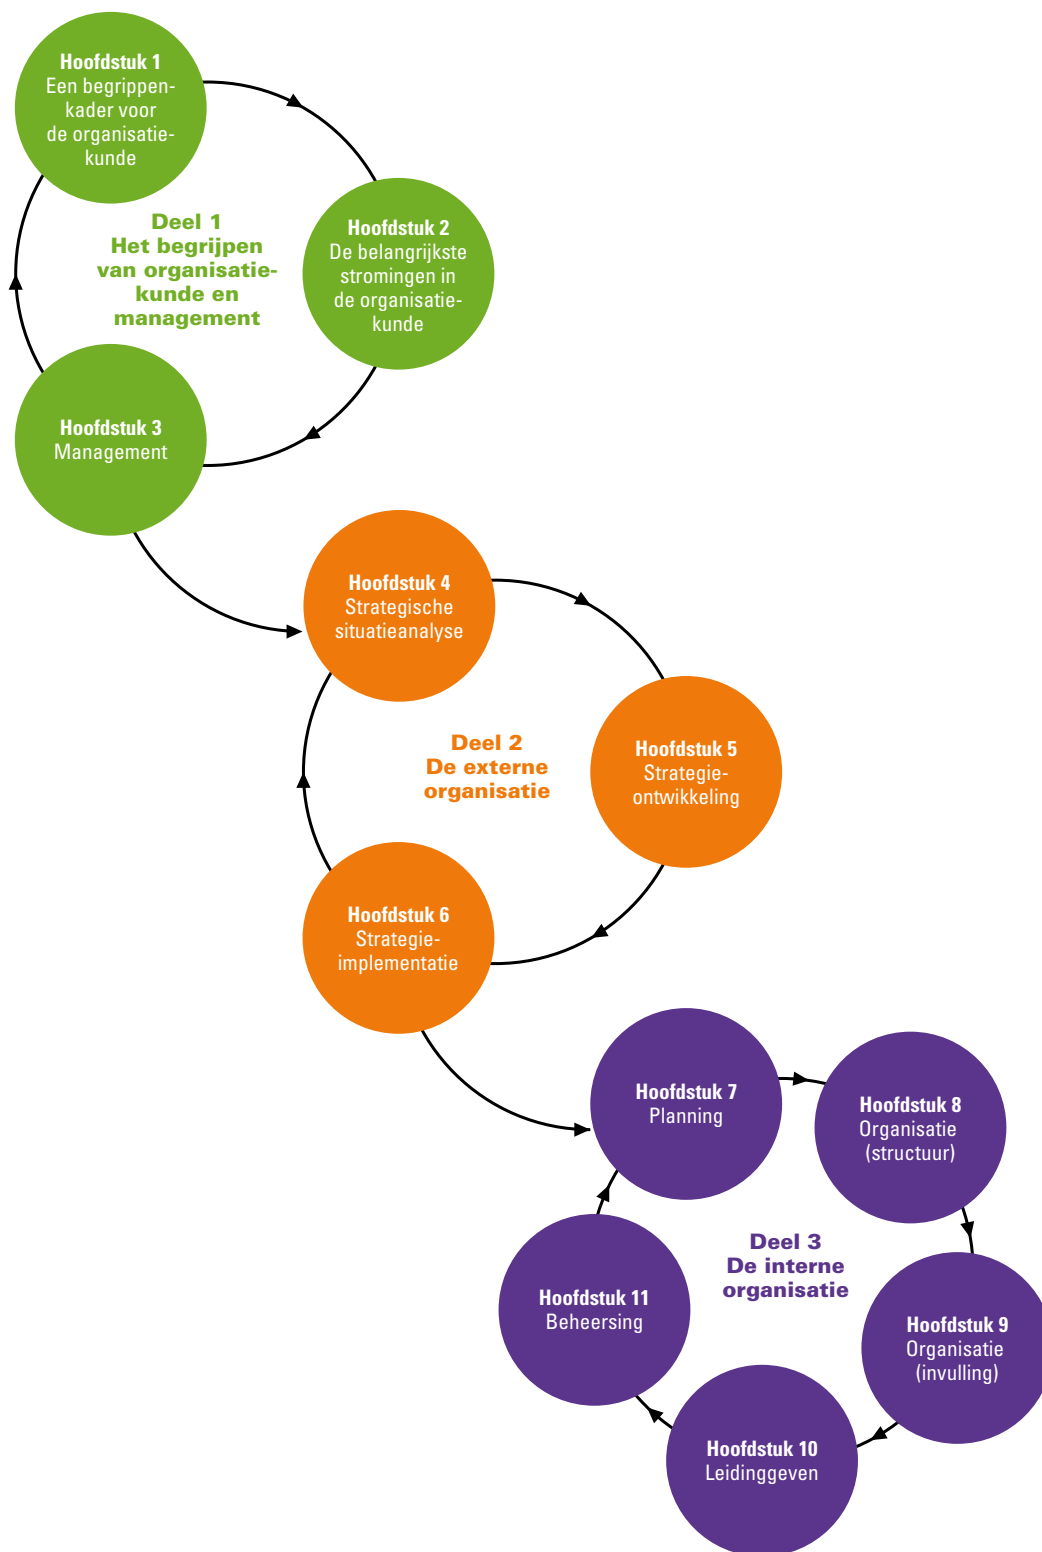 Hoofdstuk 1
Een begrippen-
kader voor
de organisatie-
kunde
Deel 1
Het begrijpen
van organisatie-
kunde en
management
Hoofdstuk 2
De belangrijkste
stromingen in
de organisatie-
kunde
Hoofdstuk 3
Management
Hoofdstuk 4
Strategische
situatieanalyse
Deel 2
De externe
organisatie
Hoofdstuk 5
Strategie-
ontwikkeling
Hoofdstuk 6
Strategie-
implementatie
Hoofdstuk 7
Planning
Hoofdstuk 8
Organisatie
(structuur)
Deel 3
De interne
organisatie
Hoofdstuk 11
Beheersing
Hoofdstuk 9
Organisatie
(invulling)
Hoofdstuk 10
Leidinggeven